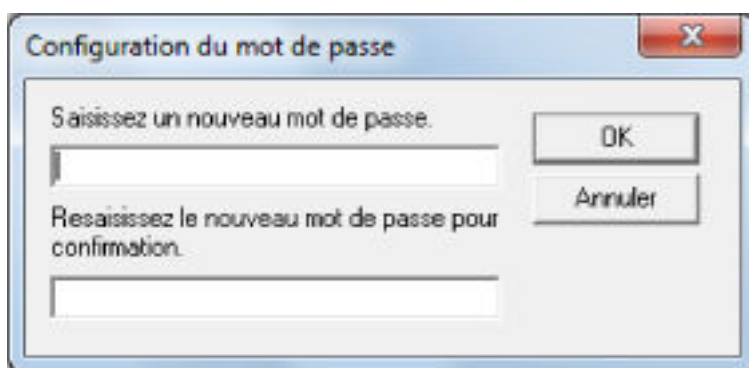 Configuration du mot de passe
Saisissez un nouveau mot de passe.
OK
Annuler
Resaisissez le nouveau mot de passe pour
confirmation.